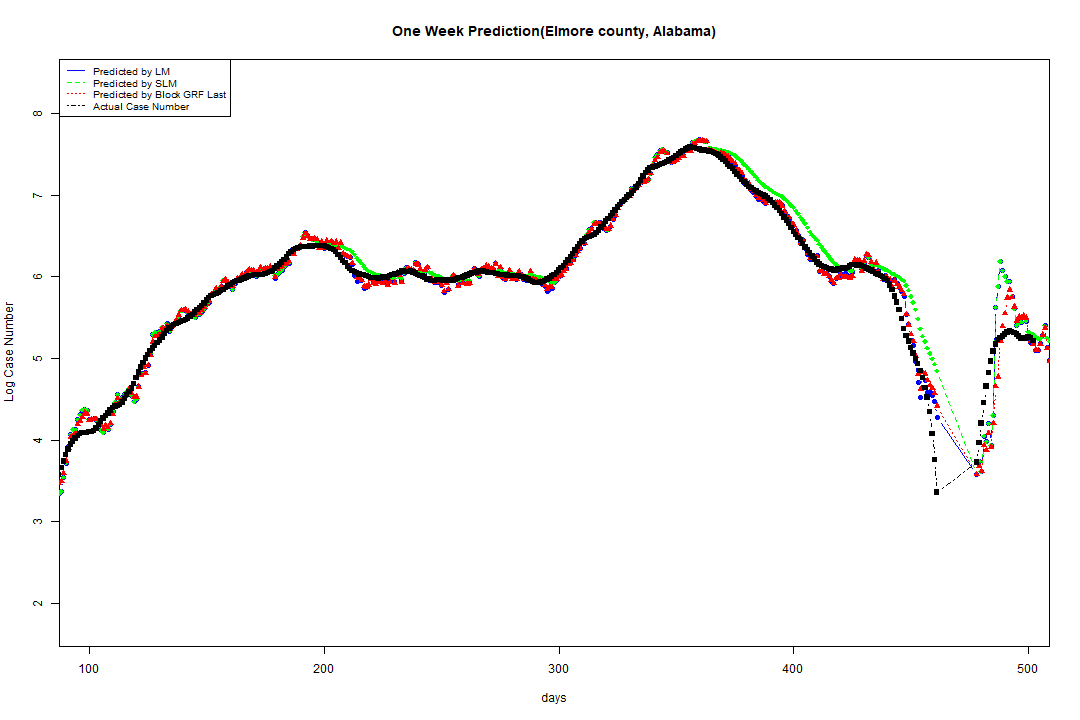 One Week Prediction(Elmore county, Alabama)
Predicted by LM
Predicted by SLM
Predicted by Block GRF Last
Actual Case Number
8
7
6
5
4
3
2
Log Case Number
100 200 300 400 500
days